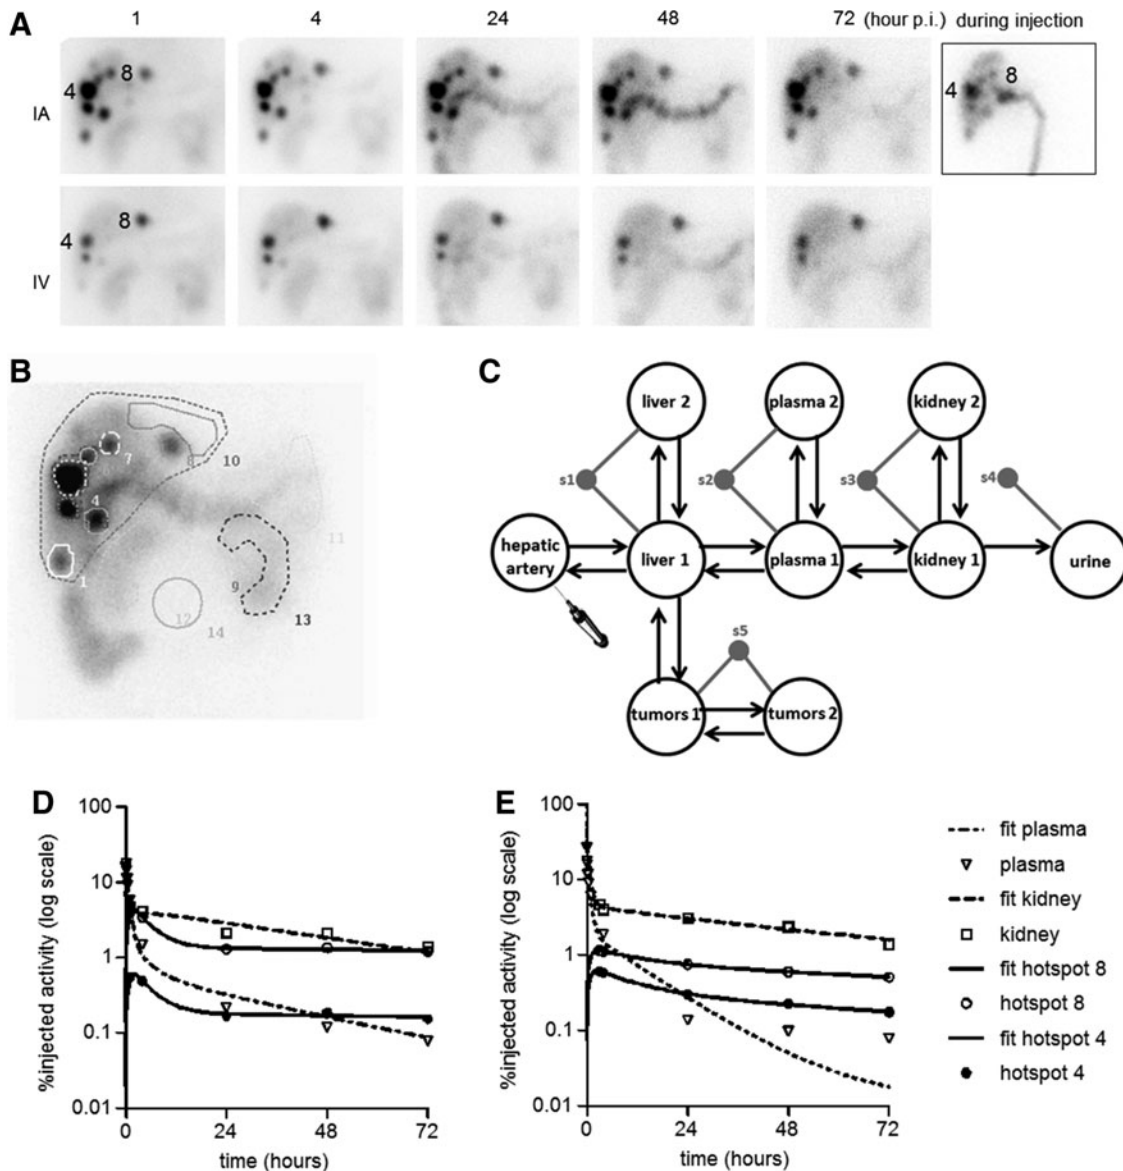 A
1 4 24 48 72 (hour p.i.) during injection
IA
4 8
4 8
IV
4 8
B
7
8
10
4
11
1
9
12
14
13
C
liver 2 plasma 2 kidney 2
s1 s2 s3 s4
hepatic artery liver 1 plasma 1 kidney 1 urine
s5
tumors 1 tumors 2
D
%injected activity (log scale)
100
10
1
0.1
0.01
0 24 48 72
time (hours)
E
%injected activity (log scale)
100
10
1
0.1
0.01
0 24 48 72
time (hours)
fit plasma
plasma
fit kidney
kidney
fit hotspot 8
hotspot 8
fit hotspot 4
hotspot 4